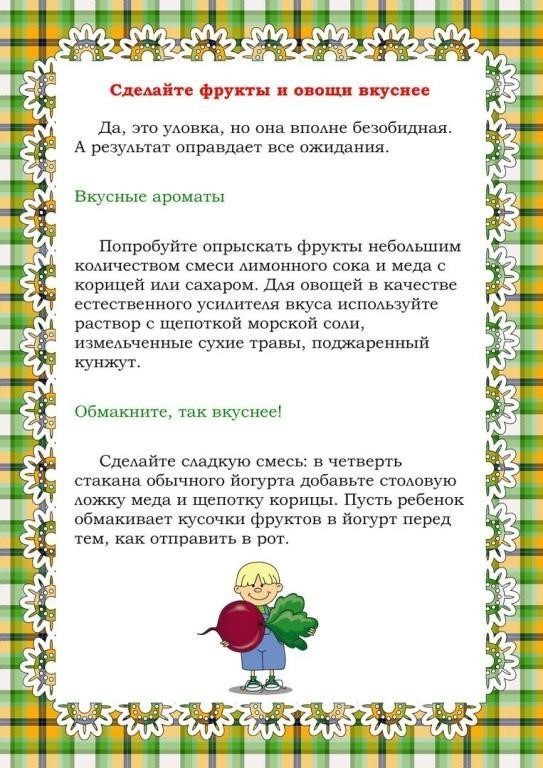 Сделайте фрукты и овощи вкуснее
Да, это уловка, но она вполне безобидная.
А результат оправдает все ожидания.
Вкусные ароматы
Попробуйте опрыскать фрукты небольшим
количеством смеси лимонного сока и меда с
корицей или сахаром. Для овощей в качестве
естественного усилителя вкуса используйте
раствор с щепоткой морской соли,
измельченные сухие травы, поджаренный
кунжут.
Обмакните, так вкуснее!
Сделайте сладкую смесь: в четверть
стакана обычного йогурта добавьте столовую
ложку меда и щепотку корицы. Пусть ребенок
обмакивает кусочки фруктов в йогурт перед
тем, как отправить в рот.